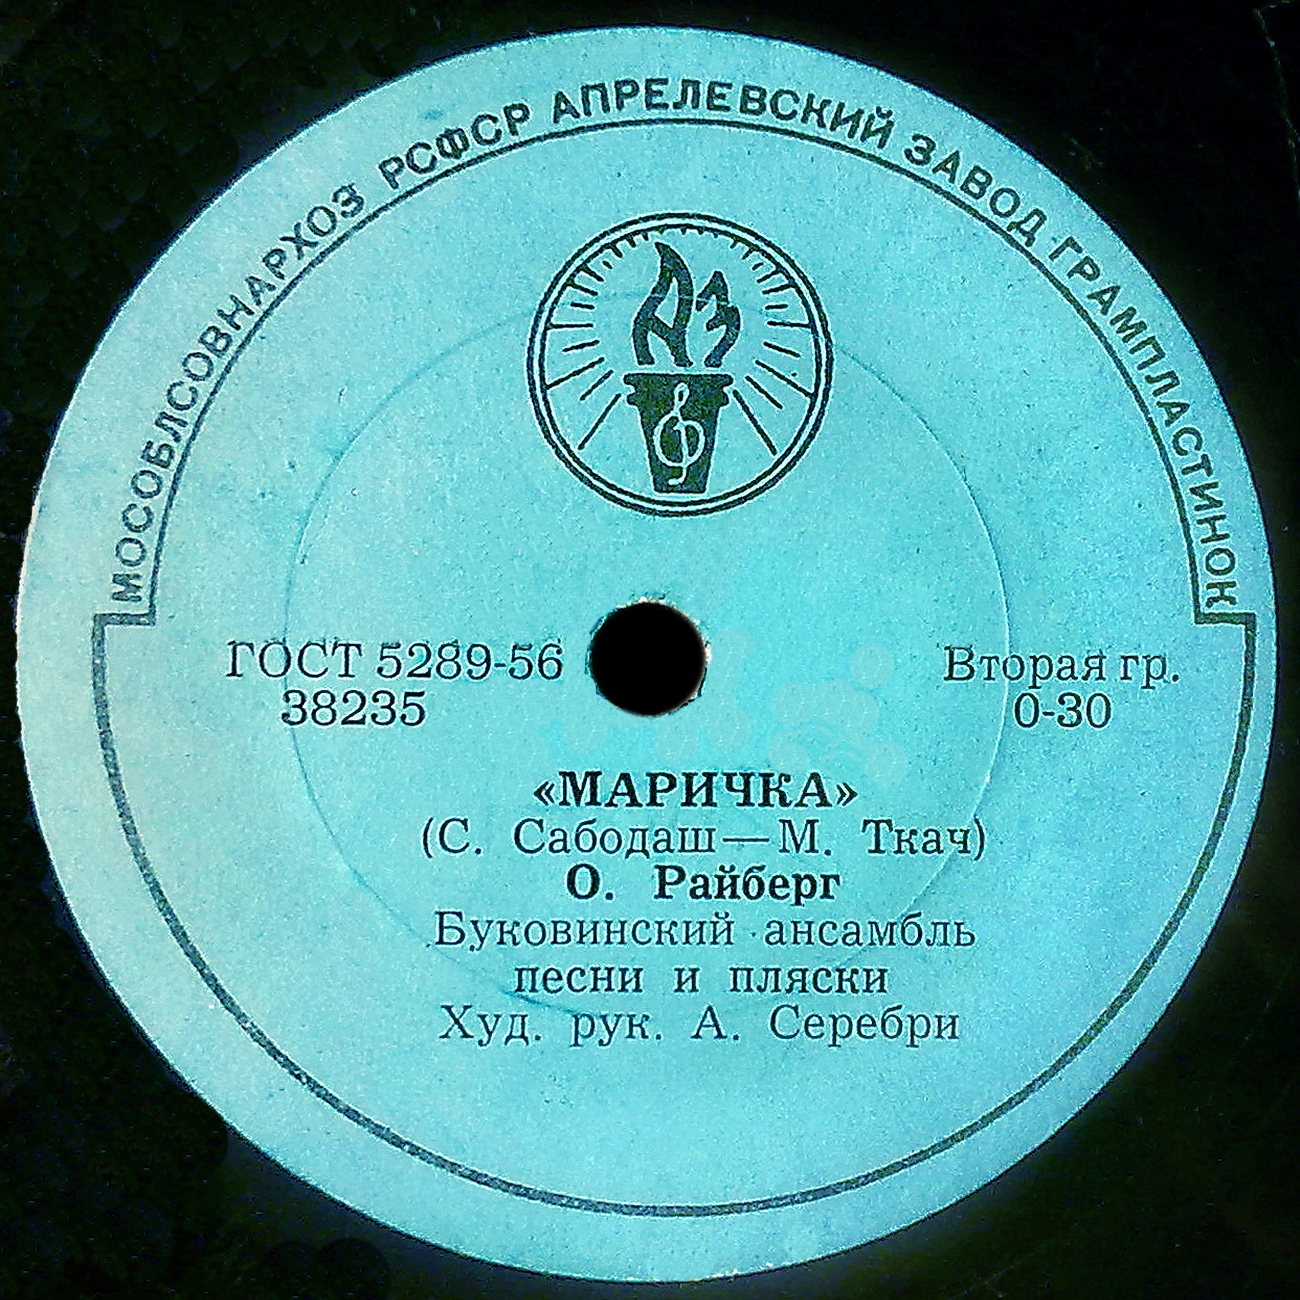 МОСОБЛСОВНАРХОЗ РСФСР АПРЕЛЕВСКИЙ ЗАВОД ГРАМПЛАСТИНОК
АЗ
ГОСТ 5289-56
38235
Вторая гр.
0-30
«МАРИЧКА»
(С. Сабодаш—М. Ткач)
О. Райберг
Буковинский ансамбль
песни и пляски
Худ. рук. А. Серебри